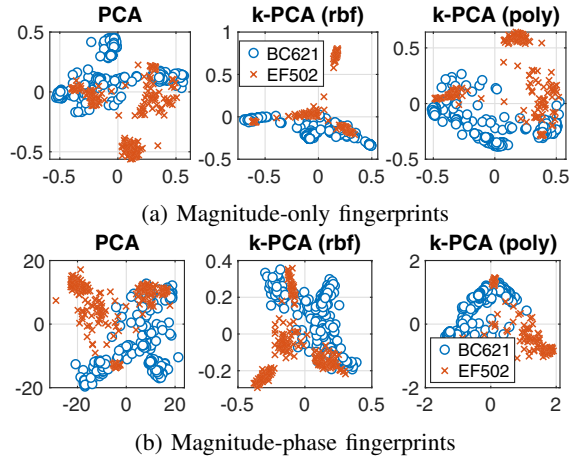 PCA k-PCA (rbf) k-PCA (poly)
0.5 0 -0.5
-0.5 0 0.5
1 0.5 0 -0.5
-0.5 0 0.5
BC621
EF502
0.5 0 -0.5
-0.5 0 0.5
(a) Magnitude-only fingerprints
PCA k-PCA (rbf) k-PCA (poly)
20 0 -20
-20 0 20
0.4 0.2 0 -0.2
-0.5 0 0.5
2 0 -2
-2 0 2
BC621
EF502
(b) Magnitude-phase fingerprints